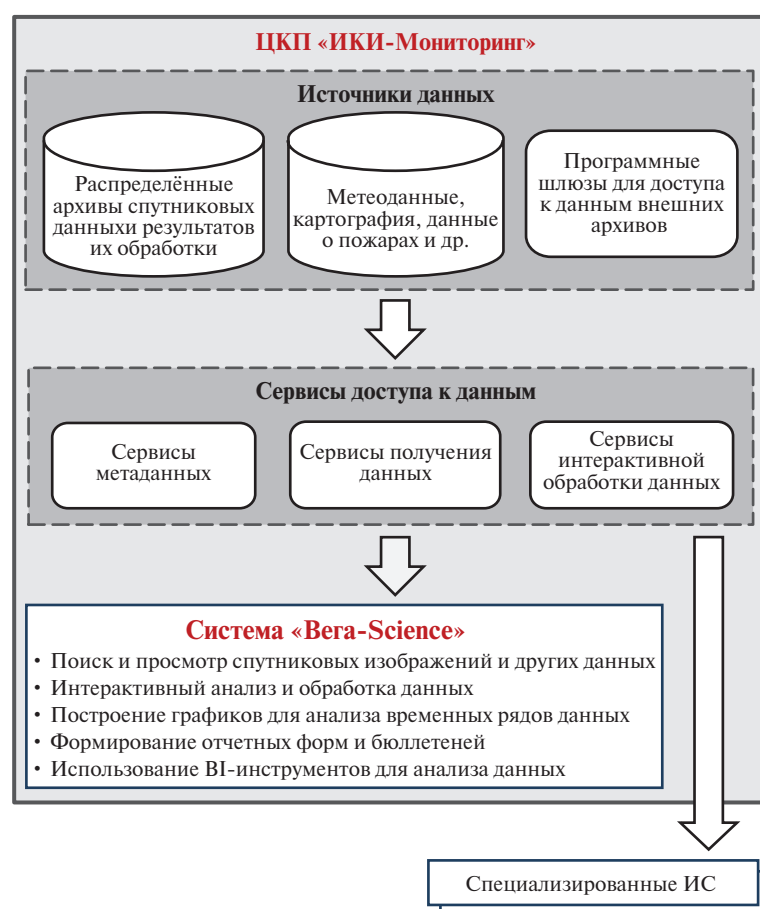 ЦКП «ИКИ-Мониторинг»
Источники данных
Распределённые
архивы спутниковых
данныхи результатов
их обработки
Метеоданные,
картография, данные
о пожарах и др.
Программные
шлюзы для доступа
к данным внешних
архивов
Сервисы доступа к данным
Сервисы
метаданных
Сервисы получения
данных
Сервисы
интерактивной
обработки данных
Система «Вега-Science»
• Поиск и просмотр спутниковых изображений и других данных
• Интерактивный анализ и обработка данных
• Построение графиков для анализа временных рядов данных
• Формирование отчетных форм и бюллетеней
• Использование BI-инструментов для анализа данных
Специализированные ИС